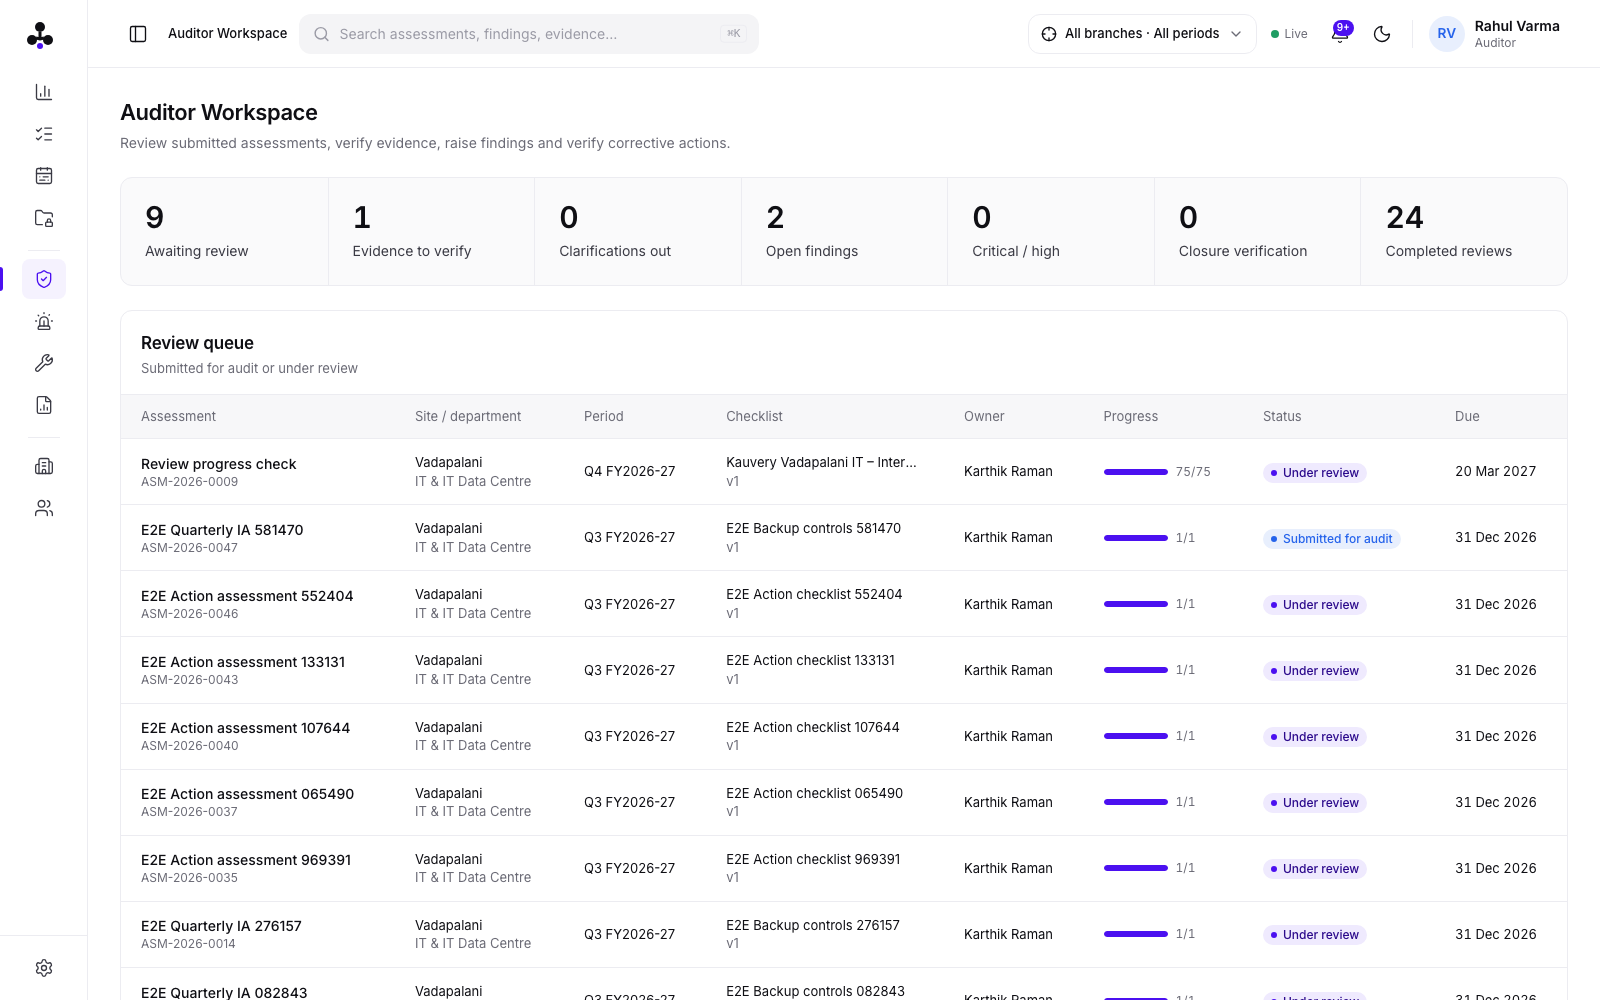 Auditor Workspace
Search assessments, findings, evidence...
⌘K
All branches · All periods
Live
9+
RV
Rahul Varma
Auditor
Auditor Workspace
Review submitted assessments, verify evidence, raise findings and verify corrective actions.
9
Awaiting review
1
Evidence to verify
0
Clarifications out
2
Open findings
0
Critical / high
0
Closure verification
24
Completed reviews
Review queue
Submitted for audit or under review
Assessment Site / department Period Checklist Owner Progress Status Due
Review progress check
ASM-2026-0009
Vadapalani
IT & IT Data Centre
Q4 FY2026-27
Kauvery Vadapalani IT – Inter...
v1
Karthik Raman
75/75
Under review
20 Mar 2027
E2E Quarterly IA 581470
ASM-2026-0047
Vadapalani
IT & IT Data Centre
Q3 FY2026-27
E2E Backup controls 581470
v1
Karthik Raman
1/1
Submitted for audit
31 Dec 2026
E2E Action assessment 552404
ASM-2026-0046
Vadapalani
IT & IT Data Centre
Q3 FY2026-27
E2E Action checklist 552404
v1
Karthik Raman
1/1
Under review
31 Dec 2026
E2E Action assessment 133131
ASM-2026-0043
Vadapalani
IT & IT Data Centre
Q3 FY2026-27
E2E Action checklist 133131
v1
Karthik Raman
1/1
Under review
31 Dec 2026
E2E Action assessment 107644
ASM-2026-0040
Vadapalani
IT & IT Data Centre
Q3 FY2026-27
E2E Action checklist 107644
v1
Karthik Raman
1/1
Under review
31 Dec 2026
E2E Action assessment 065490
ASM-2026-0037
Vadapalani
IT & IT Data Centre
Q3 FY2026-27
E2E Action checklist 065490
v1
Karthik Raman
1/1
Under review
31 Dec 2026
E2E Action assessment 969391
ASM-2026-0035
Vadapalani
IT & IT Data Centre
Q3 FY2026-27
E2E Action checklist 969391
v1
Karthik Raman
1/1
Under review
31 Dec 2026
E2E Quarterly IA 276157
ASM-2026-0014
Vadapalani
IT & IT Data Centre
Q3 FY2026-27
E2E Backup controls 276157
v1
Karthik Raman
1/1
Under review
31 Dec 2026
E2E Quarterly IA 082843
Vadapalani
Q3 FY2026-27
E2E Backup controls 082843
Karthik Raman
1/1
Under review
31 Dec 2026